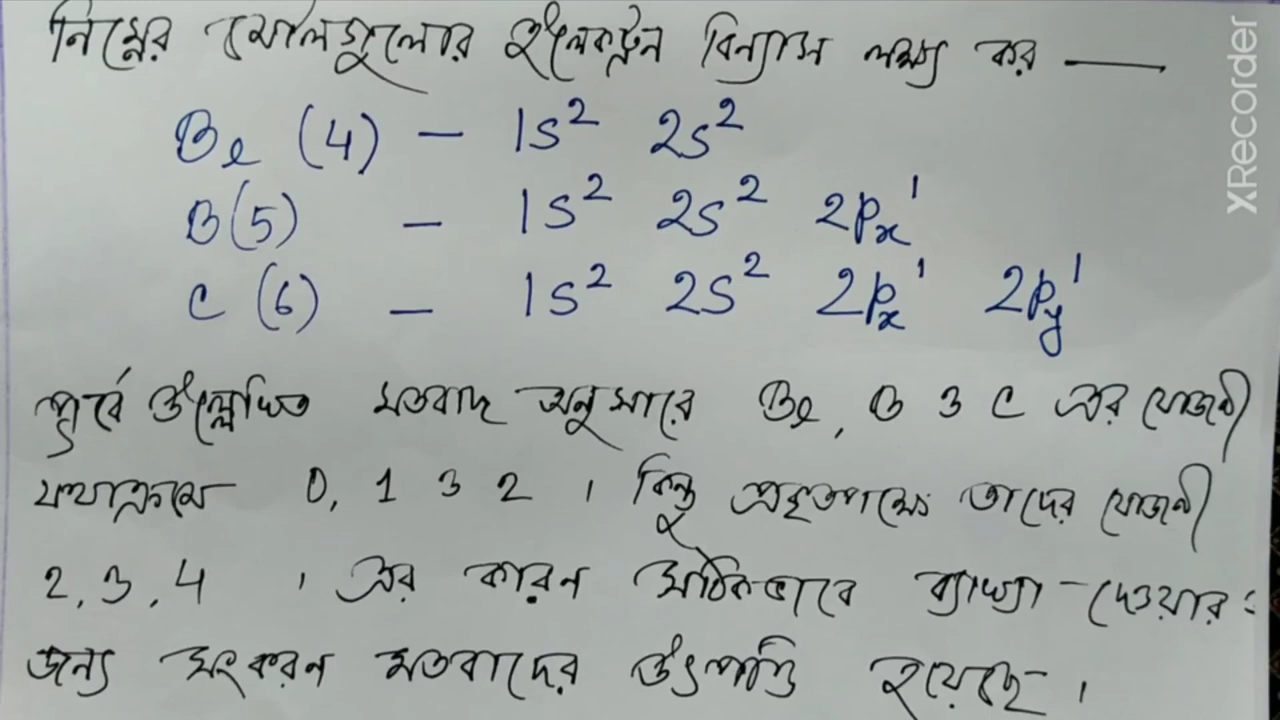 নিম্নের মৌলগুলোর ইলেকট্রন বিন্যাস লক্ষ্য কর —
Be (4) - 1s² 2s²
B(5) - 1s² 2s² 2pₓ¹
C (6) - 1s² 2s² 2pₓ¹ 2p_y¹
পূর্বে উল্লেখিত মতবাদ অনুসারে Be, B ও C এর যোজনী
যথাক্রমে 0, 1 ও 2 । কিন্তু প্রকৃতপক্ষে তাদের যোজনী
2, 3, 4 । এর কারন সঠিকভাবে ব্যাখ্যা দেওয়ার
জন্য সংকরন মতবাদের উৎপত্তি হয়েছে ।
XRecorder